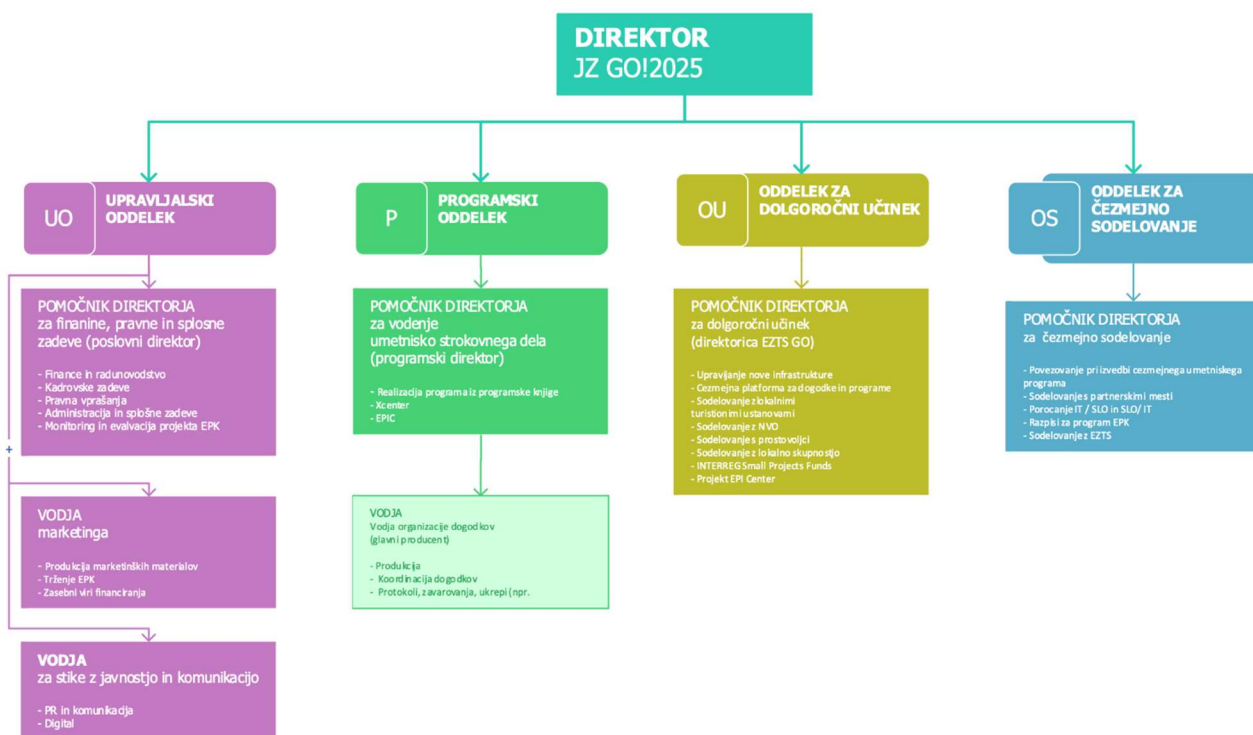 DIREKTOR
JZ GO!2025
UO
UPRAVLJALSKI
ODDELEK
POMOČNIK DIREKTORJA
za finanine, pravne in splosne
zadeve (poslovni direktor)
- Finance in radunovodstvo
- Kadrovske zadeve
- Pravna vprašanja
- Administracija in splošne zadeve
- Monitoring in evalvacija projekta EPK
+
VODJA
marketinga
- Produkcija marketinških materialov
- Trženje EPK
- Zasebni viri financiranja
VODJA
za stike z javnostjo in komunikacijo
- PR in komunikacija
- Digital
P
PROGRAMSKI
ODDELEK
POMOČNIK DIREKTORJA
za vodenje
umetnisko strokovnega dela
(programski direktor)
- Realizacija programa iz programske knjige
- Xcenter
- EPIC
VODJA
Vodja organizacije dogodkov
(glavni producent)
- Produkcija
- Koordinacija dogodkov
- Protokoli, zavarovanja, ukrepi (npr.
OU
ODDELEK ZA
DOLGOROČNI UČINEK
POMOČNIK DIREKTORJA
za dolgoročni učinek
(direktorica EZTS GO)
- Upravljanje nove infrastrukture
- Cezmejna platforma za dogodke in programe
- Sodelovanje z lokalnimi
turistionimi ustanovami
- Sodelovanje z NVO
- Sodelovanje s prostovoljci
- Sodelovanje z lokalno skupnostjo
- INTERREG Small Projects Funds
- Projekt EPI Center
OS
ODDELEK ZA
ČEZMEJNO
SODELOVANJE
POMOČNIK DIREKTORJA
za čezmejno sodelovanje
- Povezovanje pri izvedbi cezmejnega umetniskega
programa
- Sodelovanje s partnerskimi mesti
- Porocanje IT / SLO in SLO/ IT
- Razpisi za program EPK
- Sodelovanje z EZTS